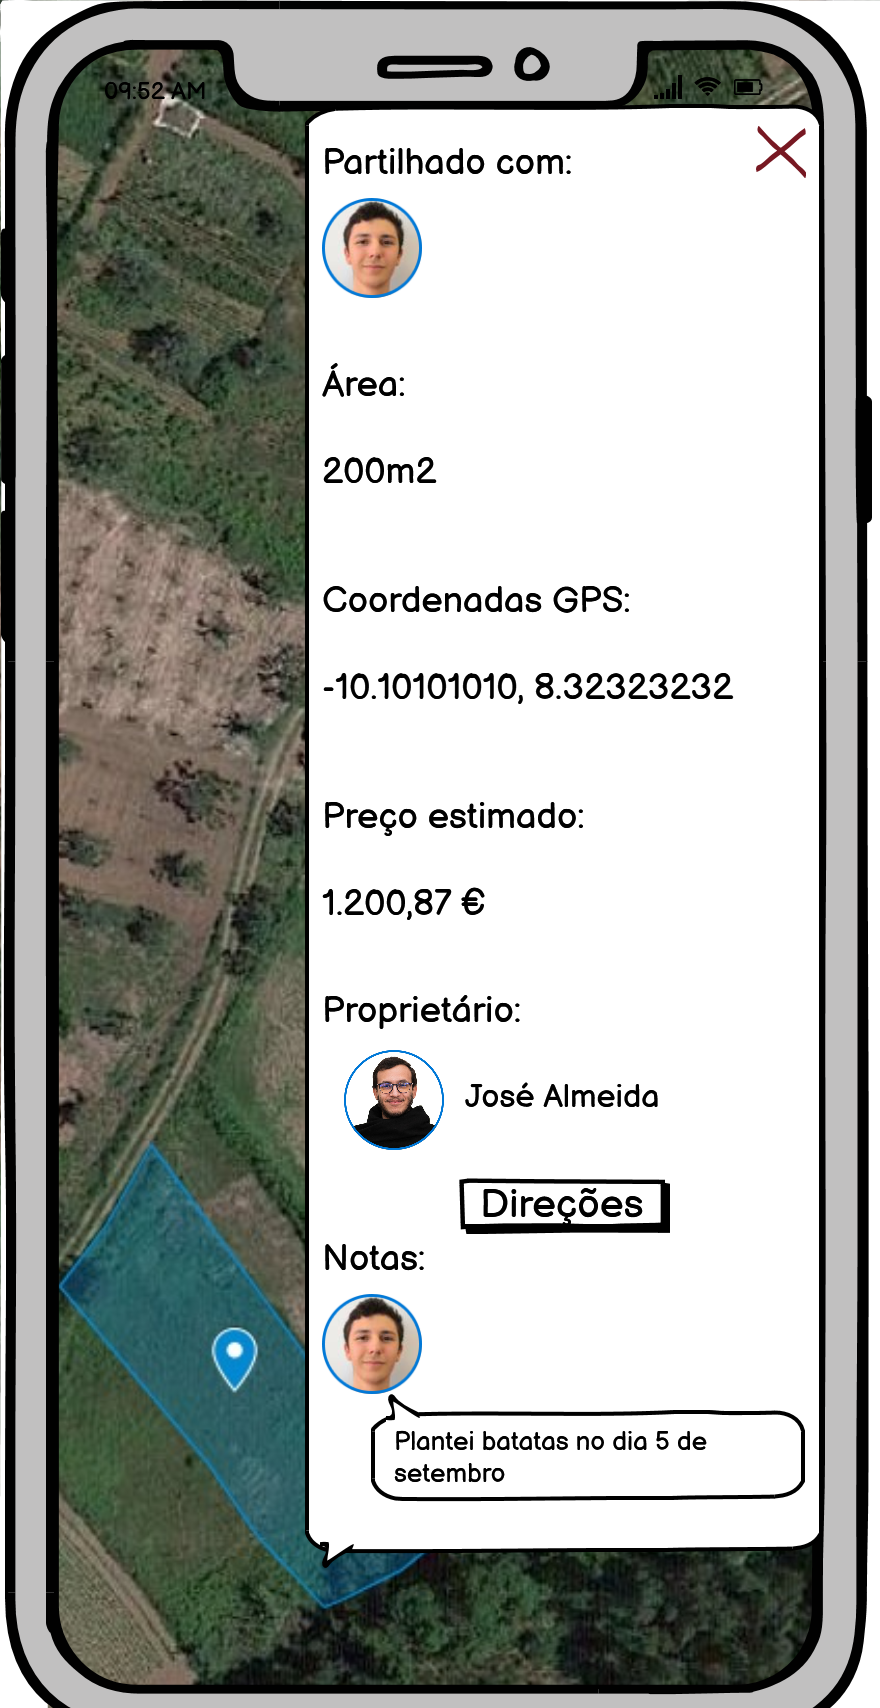 09:52 AM
Partilhado com:
Área:
200m2
Coordenadas GPS:
-10.10101010, 8.32323232
Preço estimado:
1.200,87 €
Proprietário:
José Almeida
Direções
Notas:
Plantei batatas no dia 5 de
setembro